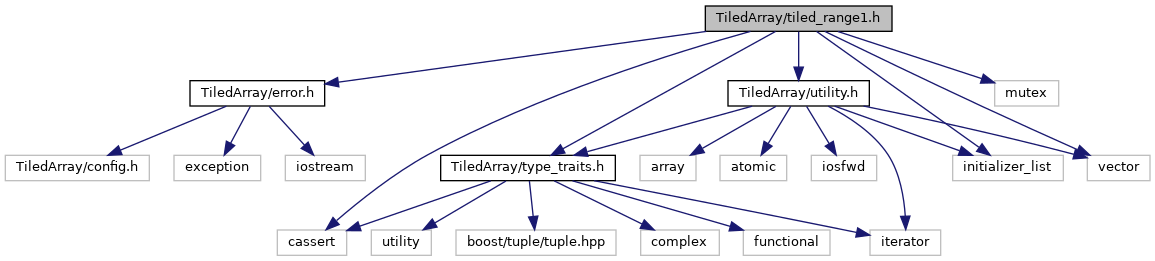 TiledArray/tiled_range1.h
TiledArray/error.h
TiledArray/utility.h
mutex
TiledArray/config.h
exception
iostream
TiledArray/type_traits.h
array
atomic
iosfwd
initializer_list
vector
cassert
utility
boost/tuple/tuple.hpp
complex
functional
iterator